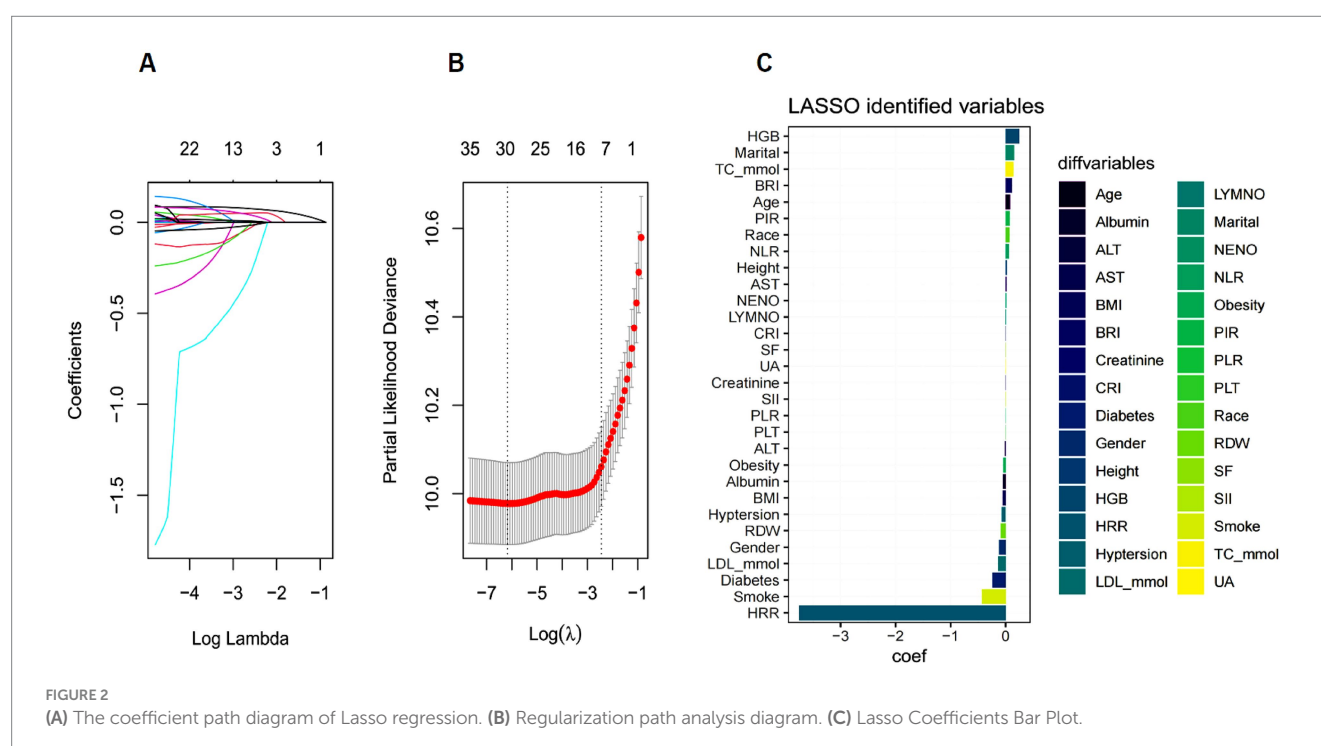 A
B
C
22 13 3 1
0.0
−0.5
−1.0
−1.5
Coefficients
−4 −3 −2 −1
Log Lambda
35 30 25 16 7 1
10.6
10.4
10.2
10.0
Partial Likelihood Deviance
−7 −5 −3 −1
Log(λ)
LASSO identified variables
HGB
Marital
TC_mmol
BRI
Age
PIR
Race
NLR
Height
AST
NENO
LYMNO
CRI
SF
UA
Creatinine
SII
PLR
PLT
ALT
Obesity
Albumin
BMI
Hyptersion
RDW
Gender
LDL_mmol
Diabetes
Smoke
HRR
−3 −2 −1 0
coef
diffvariables
Age
Albumin
ALT
AST
BMI
BRI
Creatinine
CRI
Diabetes
Gender
Height
HGB
HRR
Hyptersion
LDL_mmol
LYMNO
Marital
NENO
NLR
Obesity
PIR
PLR
PLT
Race
RDW
SF
SII
Smoke
TC_mmol
UA
FIGURE 2
(A) The coefficient path diagram of Lasso regression. (B) Regularization path analysis diagram. (C) Lasso Coefficients Bar Plot.